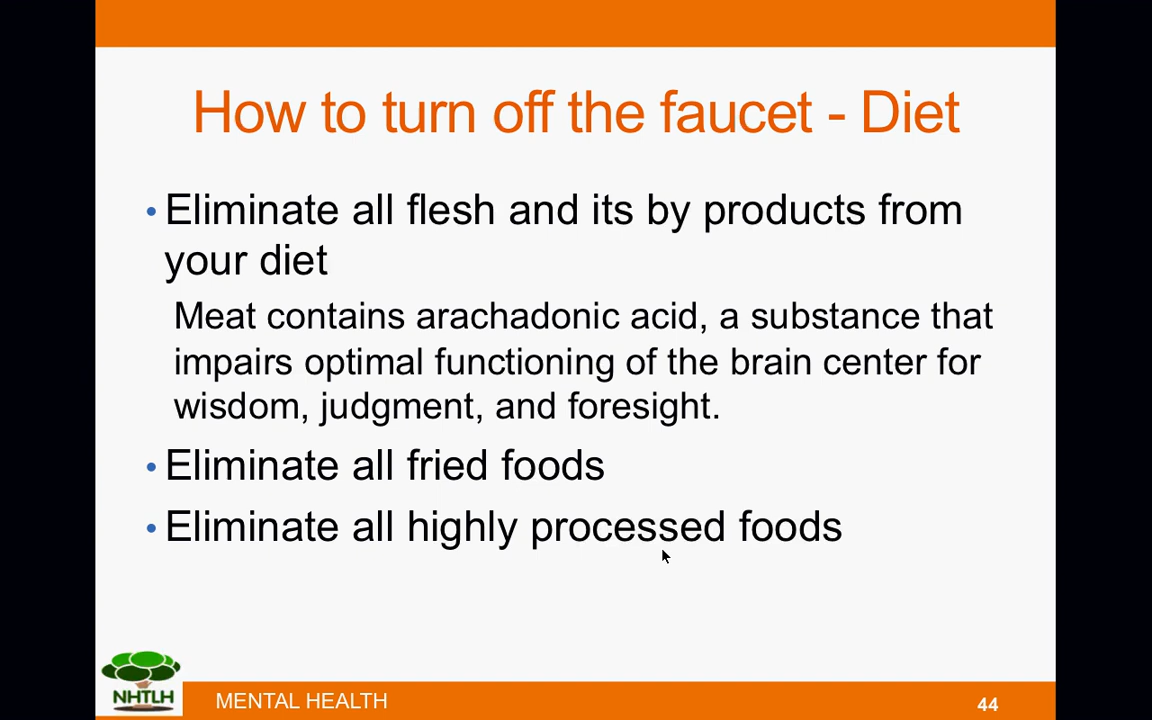 How to turn off the faucet - Diet
• Eliminate all flesh and its by products from
your diet
Meat contains arachadonic acid, a substance that
impairs optimal functioning of the brain center for
wisdom, judgment, and foresight.
• Eliminate all fried foods
• Eliminate all highly processed foods
NHTLH
MENTAL HEALTH
44